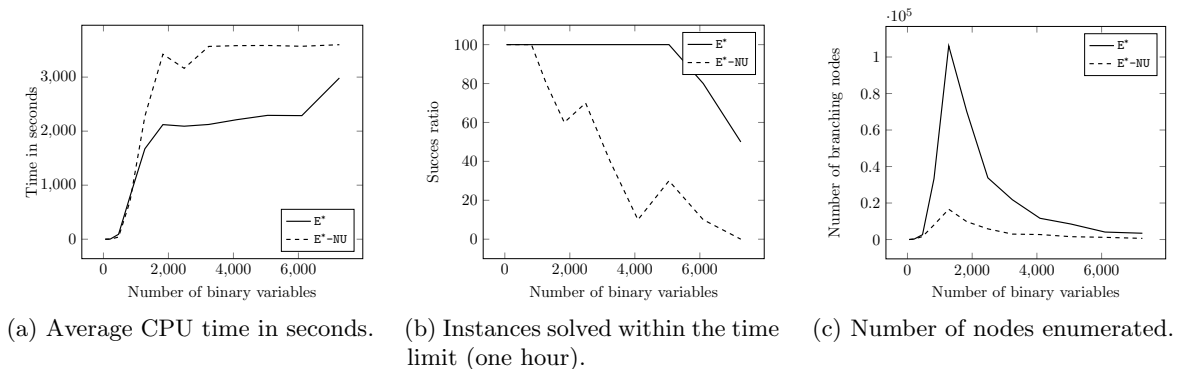 3,000
2,000
1,000
0
0 2,000 4,000 6,000
Time in seconds
Number of binary variables
E*
E*-NU
(a) Average CPU time in seconds.
100
80
60
40
20
0
0 2,000 4,000 6,000
Succes ratio
Number of binary variables
E*
E*-NU
(b) Instances solved within the time
limit (one hour).
·10⁵
1
0.8
0.6
0.4
0.2
0
0 2,000 4,000 6,000
Number of branching nodes
Number of binary variables
E*
E*-NU
(c) Number of nodes enumerated.